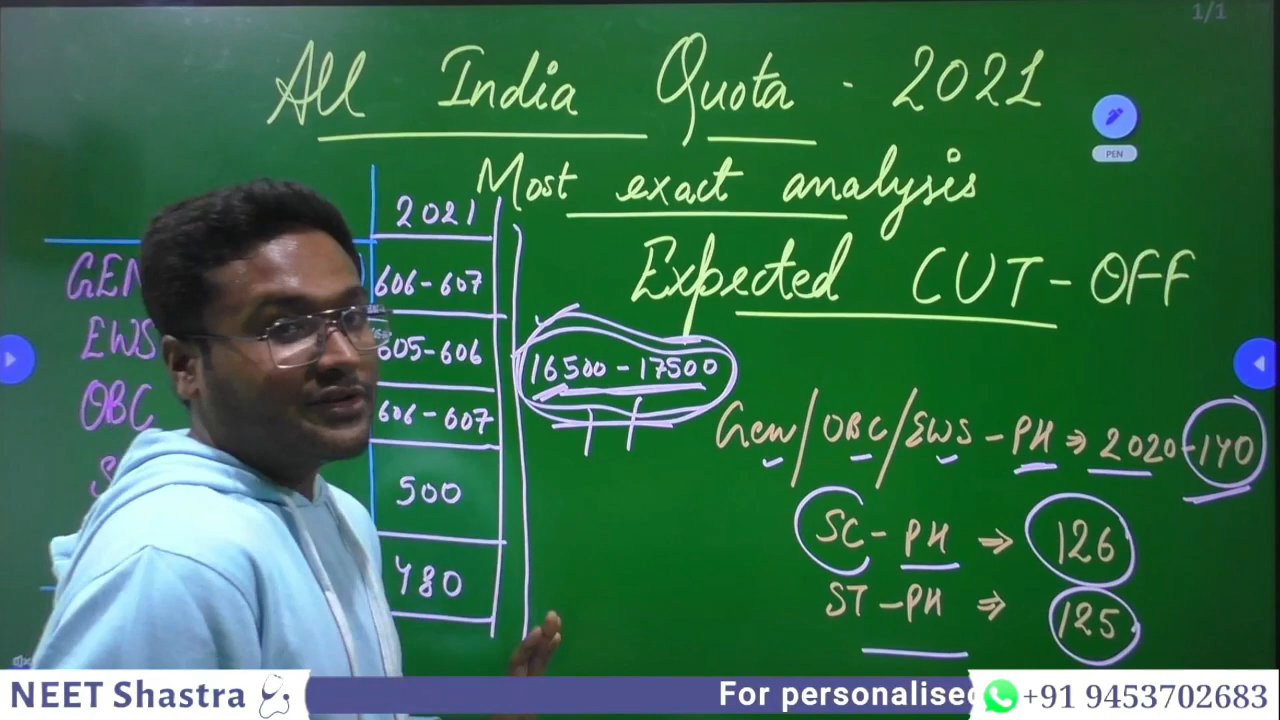 1/1
All India Quota - 2021
PEN
Most exact analysis
2021
Expected CUT-OFF
GEN 606-607
EWS 605-606
16500-17500
OBC 606-607
Gen/OBC/EWS-PH ⇒ 2020-140
500
SC-PH ⇒ 126
480
ST-PH ⇒ 125
NEET Shastra
For personalised
+91 9453702683